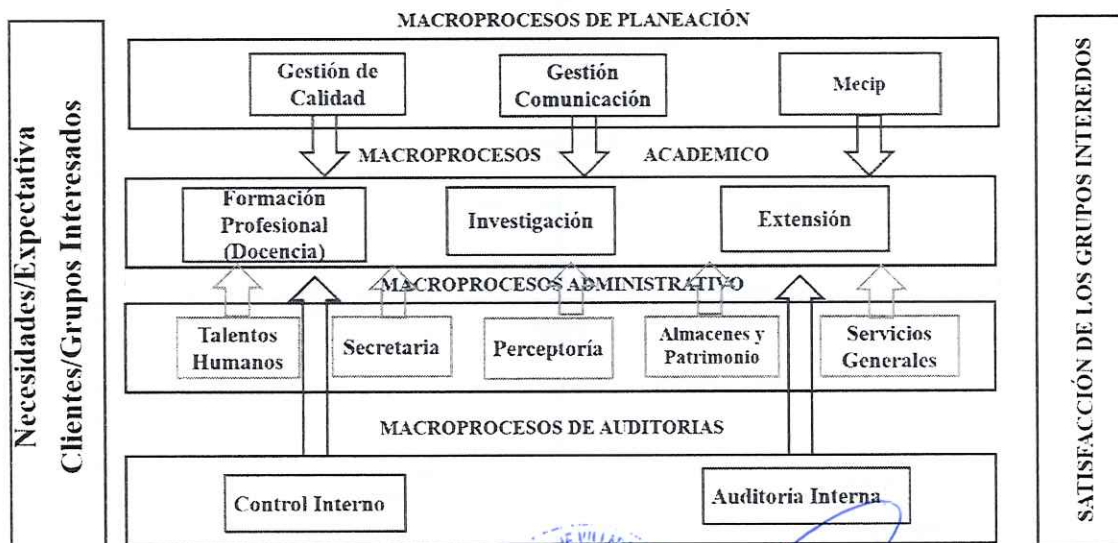 MACROPROCESOS DE PLANEACIÓN
Necesidades/Expectativa
Clientes/Grupos Interesados
Gestión de
Calidad
Gestión
Comunicación
Mecip
MACROPROCESOS ACADEMICO
Formación
Profesional
(Docencia)
Investigación
Extensión
MACROPROCESOS ADMINISTRATIVO
Talentos
Humanos
Secretaria
Perceptoría
Almacenes y
Patrimonio
Servicios
Generales
MACROPROCESOS DE AUDITORIAS
Control Interno
Auditoria Interna
SATISFACCIÓN DE LOS GRUPOS INTEREDOS